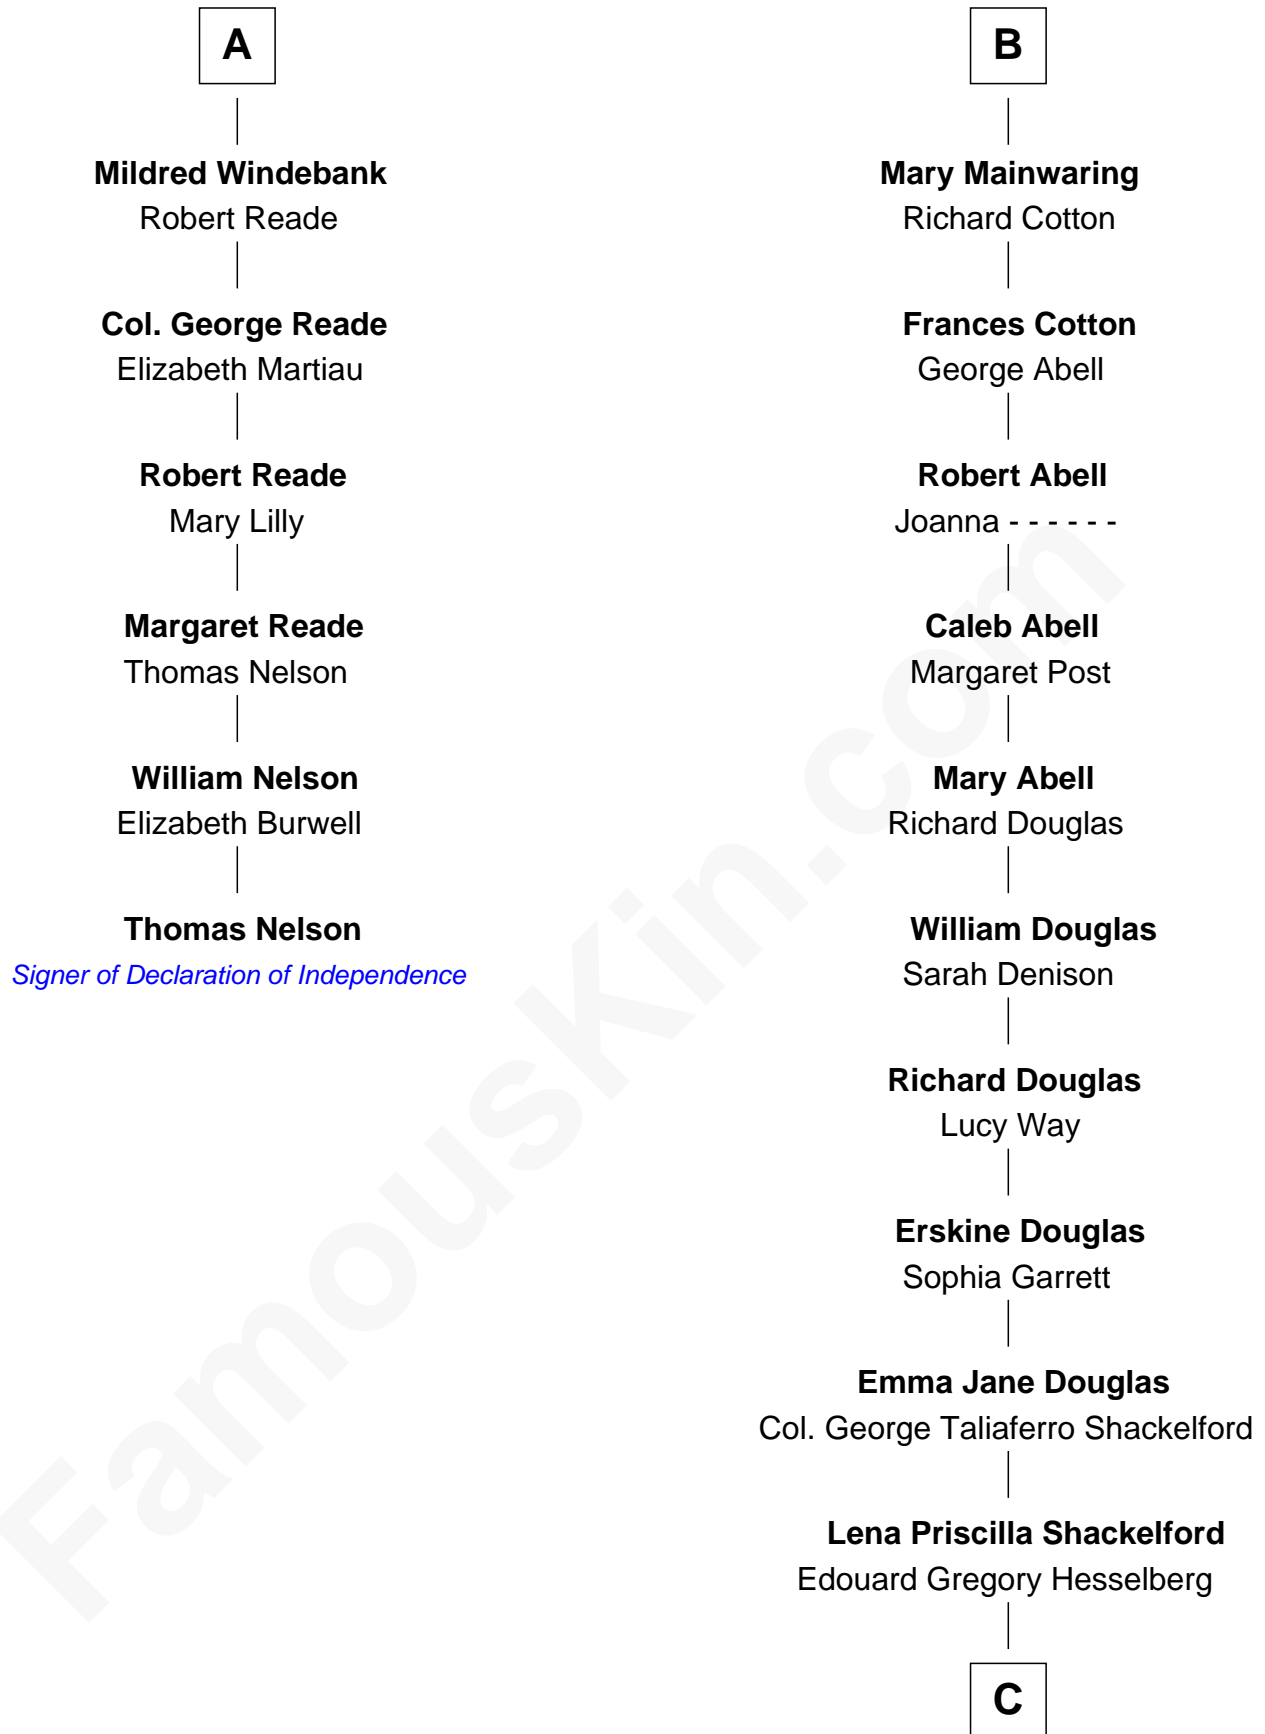 A
Mildred Windebank
Robert Reade
Col. George Reade
Elizabeth Martiau
Robert Reade
Mary Lilly
Margaret Reade
Thomas Nelson
William Nelson
Elizabeth Burwell
Thomas Nelson
Signer of Declaration of Independence
B
Mary Mainwaring
Richard Cotton
Frances Cotton
George Abell
Robert Abell
Joanna - - - - - -
Caleb Abell
Margaret Post
Mary Abell
Richard Douglas
William Douglas
Sarah Denison
Richard Douglas
Lucy Way
Erskine Douglas
Sophia Garrett
Emma Jane Douglas
Col. George Taliaferro Shackelford
Lena Priscilla Shackelford
Edouard Gregory Hesselberg
C
FamousKin.com